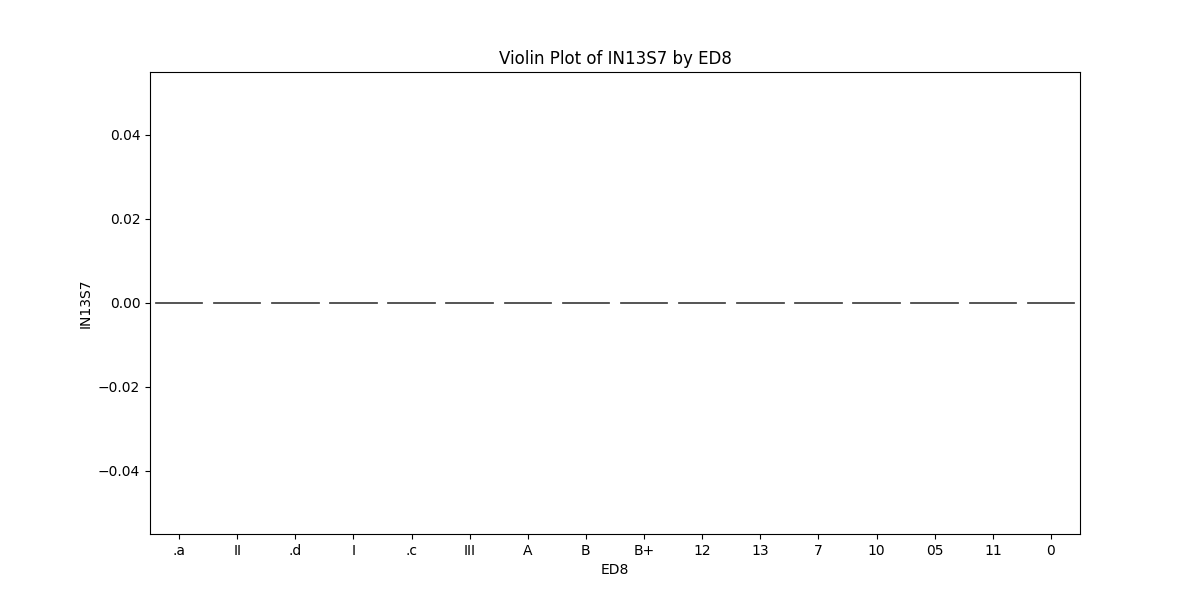 Violin Plot of IN13S7 by ED8
IN13S7
0.04
0.02
0.00
−0.02
−0.04
.a II .d I .c III A B B+ 12 13 7 10 05 11 0
ED8